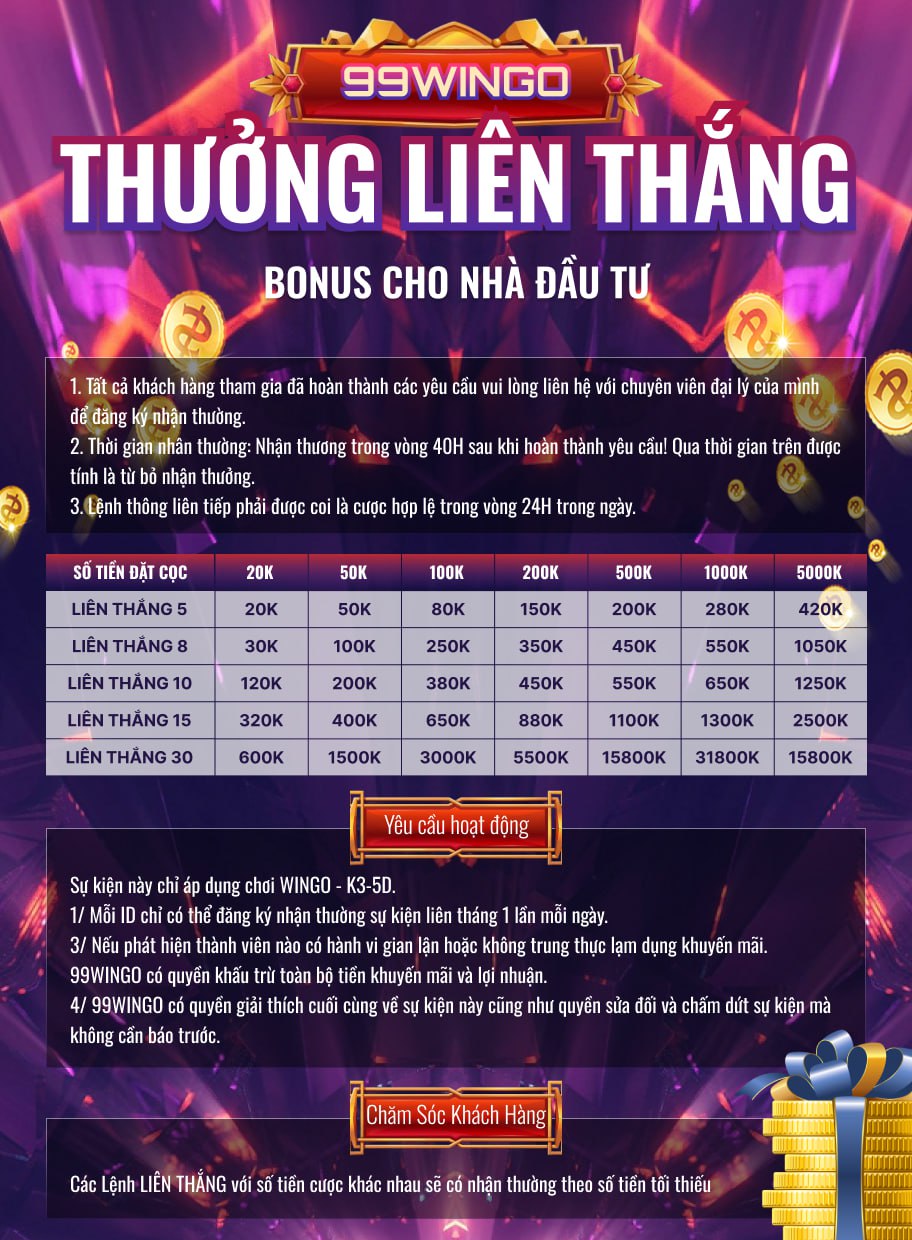 99WINGO
THƯỞNG LIÊN THẮNG
BONUS CHO NHÀ ĐẦU TƯ
1. Tất cả khách hàng tham gia đã hoàn thành các yêu cầu vui lòng liên hệ với chuyên viên đại lý của mình
để đăng ký nhận thường.
2. Thời gian nhân thường: Nhận thương trong vòng 40H sau khi hoàn thành yêu cầu! Qua thời gian trên được
tính là từ bỏ nhận thưởng.
3. Lệnh thông liên tiếp phải được coi là cược hợp lệ trong vòng 24H trong ngày.
SỐ TIỀN ĐẶT CỌC 20K 50K 100K 200K 500K 1000K 5000K
LIÊN THẮNG 5 20K 50K 80K 150K 200K 280K 420K
LIÊN THẮNG 8 30K 100K 250K 350K 450K 550K 1050K
LIÊN THẮNG 10 120K 200K 380K 450K 550K 650K 1250K
LIÊN THẮNG 15 320K 400K 650K 880K 1100K 1300K 2500K
LIÊN THẮNG 30 600K 1500K 3000K 5500K 15800K 31800K 15800K
Yêu cầu hoạt động
Sự kiện này chỉ áp dụng chơi WINGO - K3-5D.
1/ Mỗi ID chỉ có thể đăng ký nhận thường sự kiện liên tháng 1 lần mỗi ngày.
3/ Nếu phát hiện thành viên nào có hành vi gian lận hoặc không trung thực lạm dụng khuyến mãi.
99WINGO có quyền khấu trừ toàn bộ tiền khuyến mãi và lợi nhuận.
4/ 99WINGO có quyền giải thích cuối cùng về sự kiện này cũng như quyền sửa đổi và chấm dứt sự kiện mà
không cần báo trước.
Chăm Sóc Khách Hàng
Các Lệnh LIÊN THẮNG với số tiền cược khác nhau sẽ có nhận thường theo số tiền tối thiếu